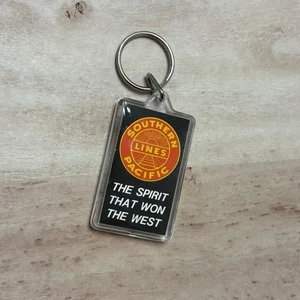 SOUTHERN
LINES
PACIFIC
THE SPIRIT
THAT WON
THE WEST